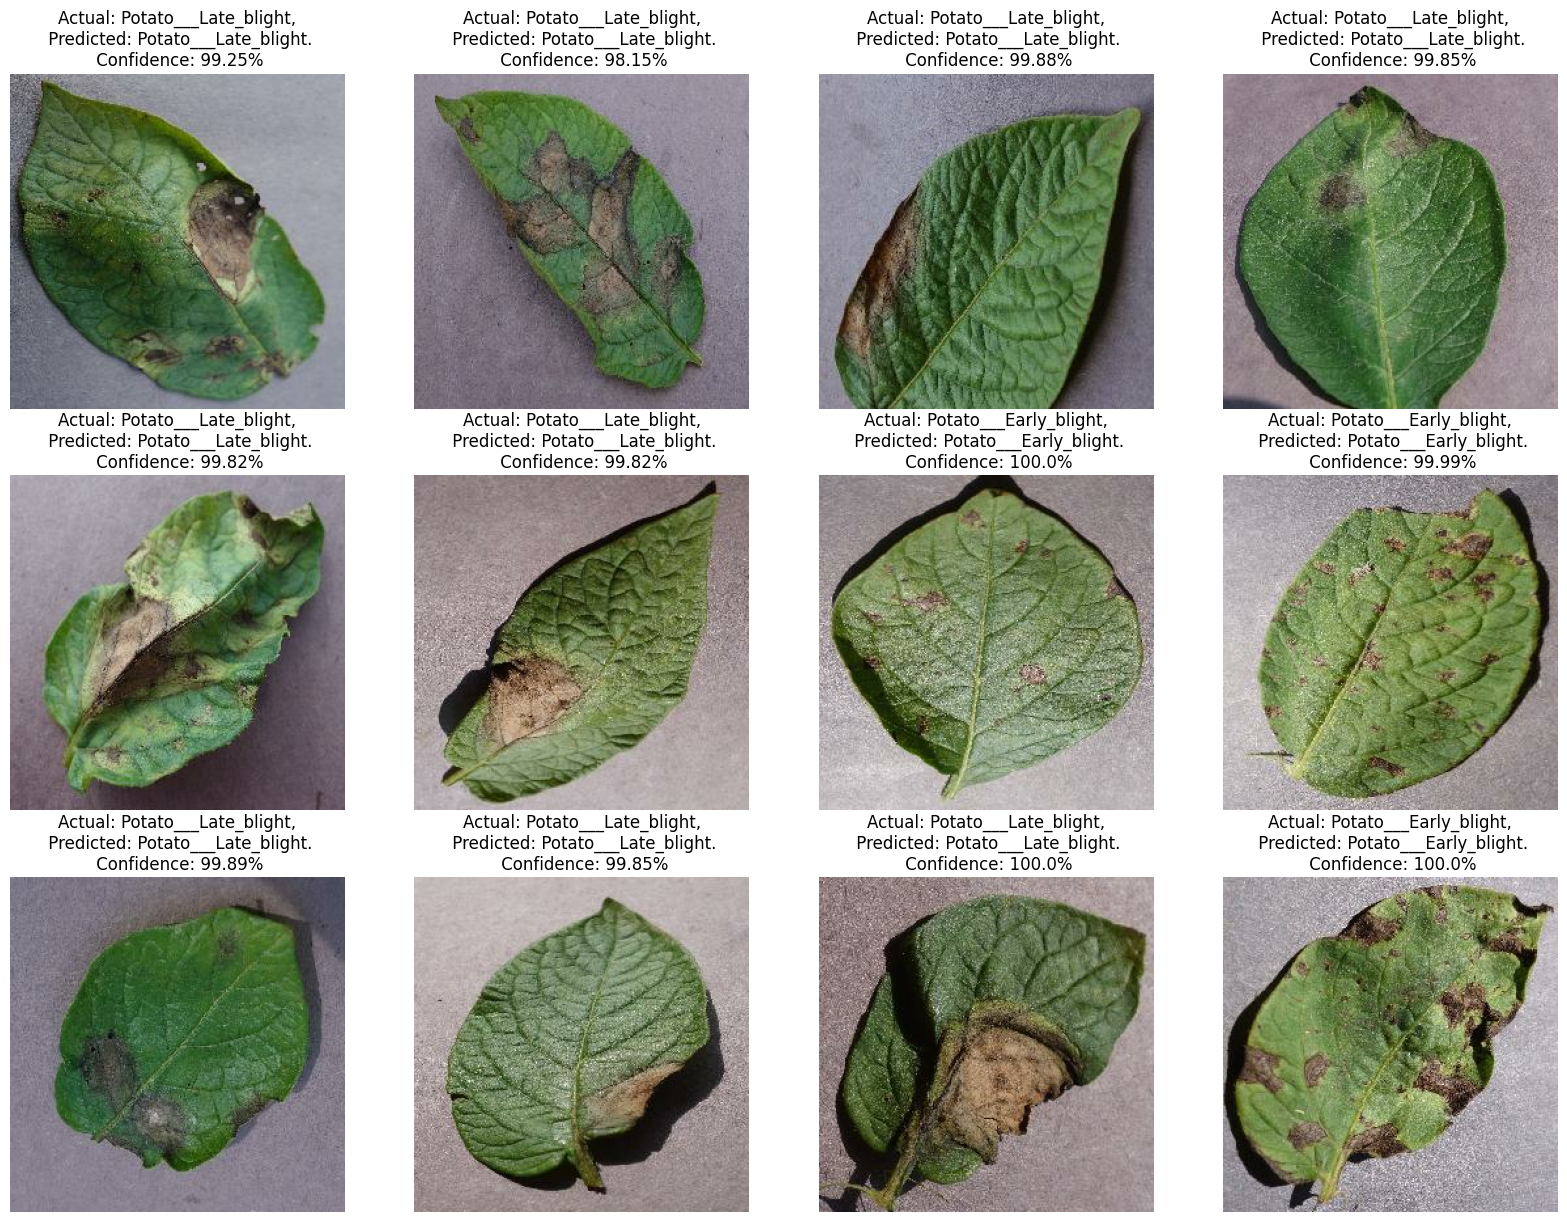 Actual: Potato___Late_blight,
Predicted: Potato___Late_blight.
Confidence: 99.25%
Actual: Potato___Late_blight,
Predicted: Potato___Late_blight.
Confidence: 98.15%
Actual: Potato___Late_blight,
Predicted: Potato___Late_blight.
Confidence: 99.88%
Actual: Potato___Late_blight,
Predicted: Potato___Late_blight.
Confidence: 99.85%
Actual: Potato___Late_blight,
Predicted: Potato___Late_blight.
Confidence: 99.82%
Actual: Potato___Late_blight,
Predicted: Potato___Late_blight.
Confidence: 99.82%
Actual: Potato___Early_blight,
Predicted: Potato___Early_blight.
Confidence: 100.0%
Actual: Potato___Early_blight,
Predicted: Potato___Early_blight.
Confidence: 99.99%
Actual: Potato___Late_blight,
Predicted: Potato___Late_blight.
Confidence: 99.89%
Actual: Potato___Late_blight,
Predicted: Potato___Late_blight.
Confidence: 99.85%
Actual: Potato___Late_blight,
Predicted: Potato___Late_blight.
Confidence: 100.0%
Actual: Potato___Early_blight,
Predicted: Potato___Early_blight.
Confidence: 100.0%